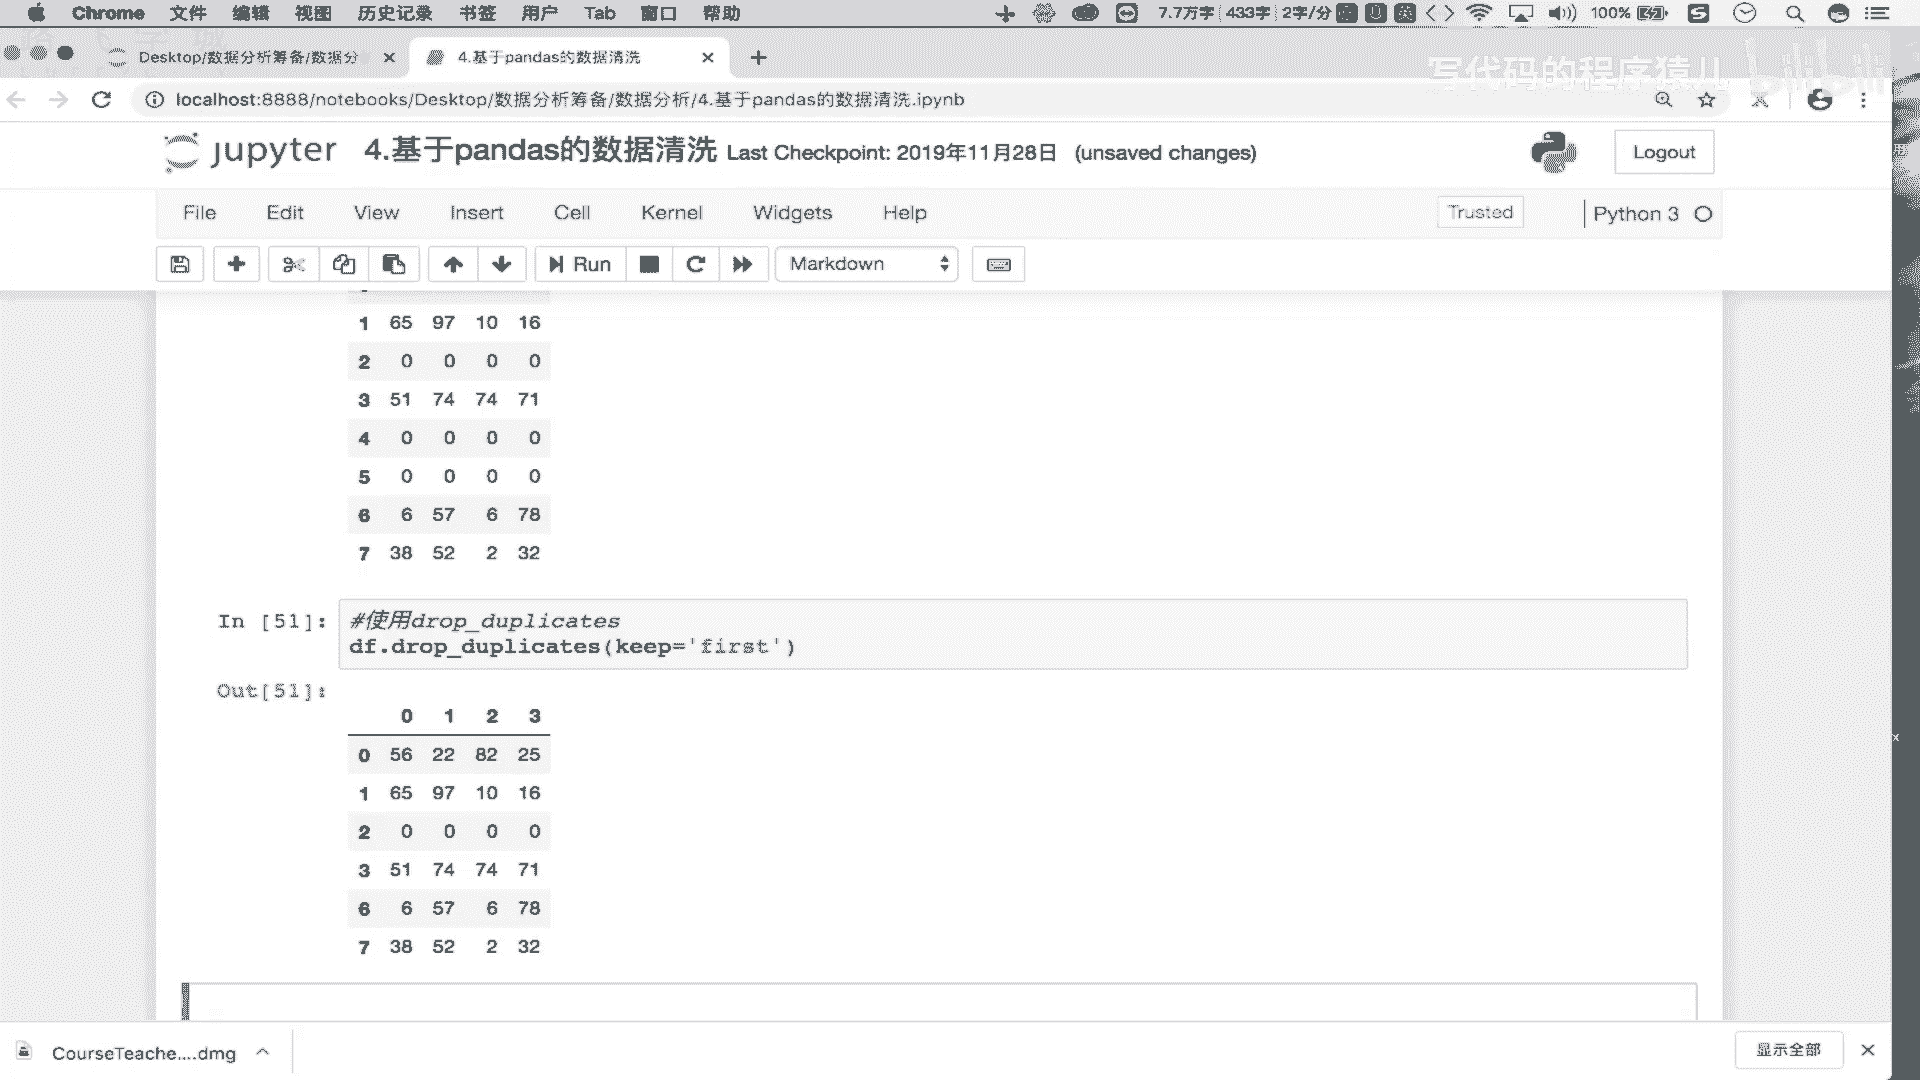 Chrome 文件 编辑 视图 历史记录 书签 用户 Tab 窗口 帮助 7.7万字 433字 2字/分 100%
Desktop/数据分析筹备/数据分 4.基于pandas的数据清洗
写代码的程序猿儿 bilibili
localhost:8888/notebooks/Desktop/数据分析筹备/数据分析/4.基于pandas的数据清洗.ipynb
jupyter 4.基于pandas的数据清洗 Last Checkpoint: 2019年11月28日 (unsaved changes) Logout
File Edit View Insert Cell Kernel Widgets Help Trusted Python 3
Run Markdown
1 65 97 10 16
2 0 0 0 0
3 51 74 74 71
4 0 0 0 0
5 0 0 0 0
6 6 57 6 78
7 38 52 2 32
In [51]: #使用drop_duplicates
df.drop_duplicates(keep='first')
Out[51]:
0 1 2 3
0 56 22 82 25
1 65 97 10 16
2 0 0 0 0
3 51 74 74 71
6 6 57 6 78
7 38 52 2 32
CourseTeache....dmg 显示全部